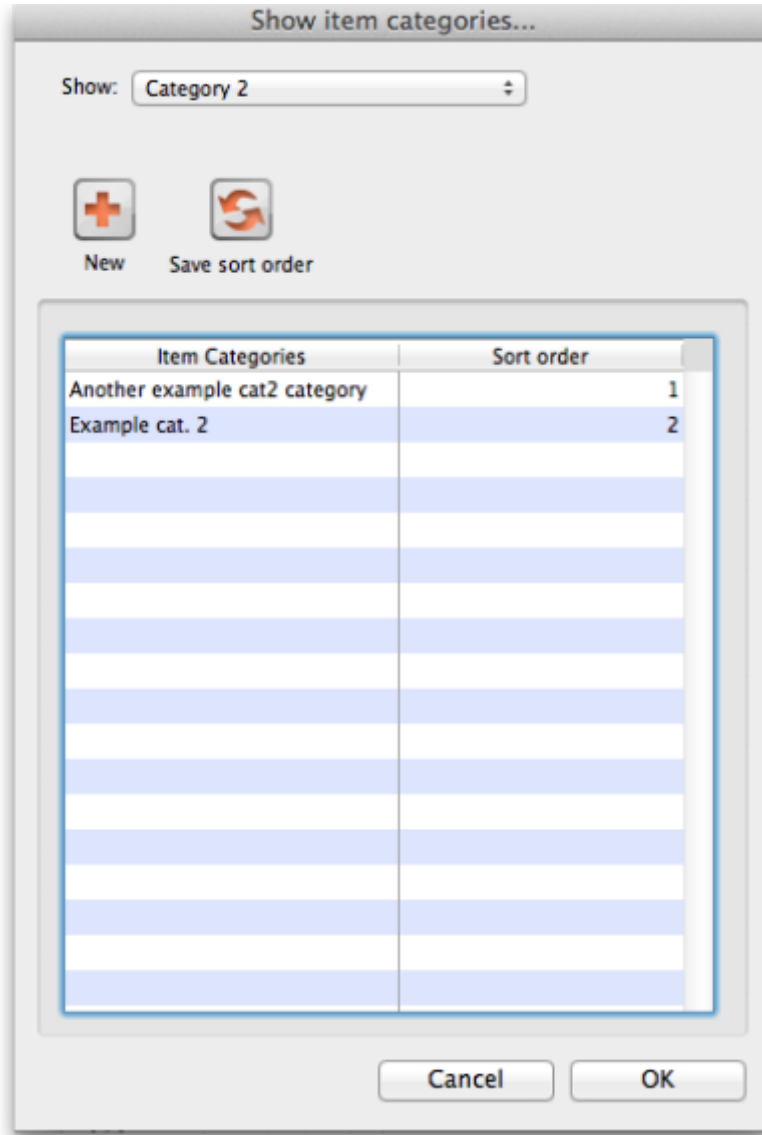 Show item categories...
Show: Category 2
New Save sort order
Item Categories Sort order
Another example cat2 category 1
Example cat. 2 2
Cancel OK